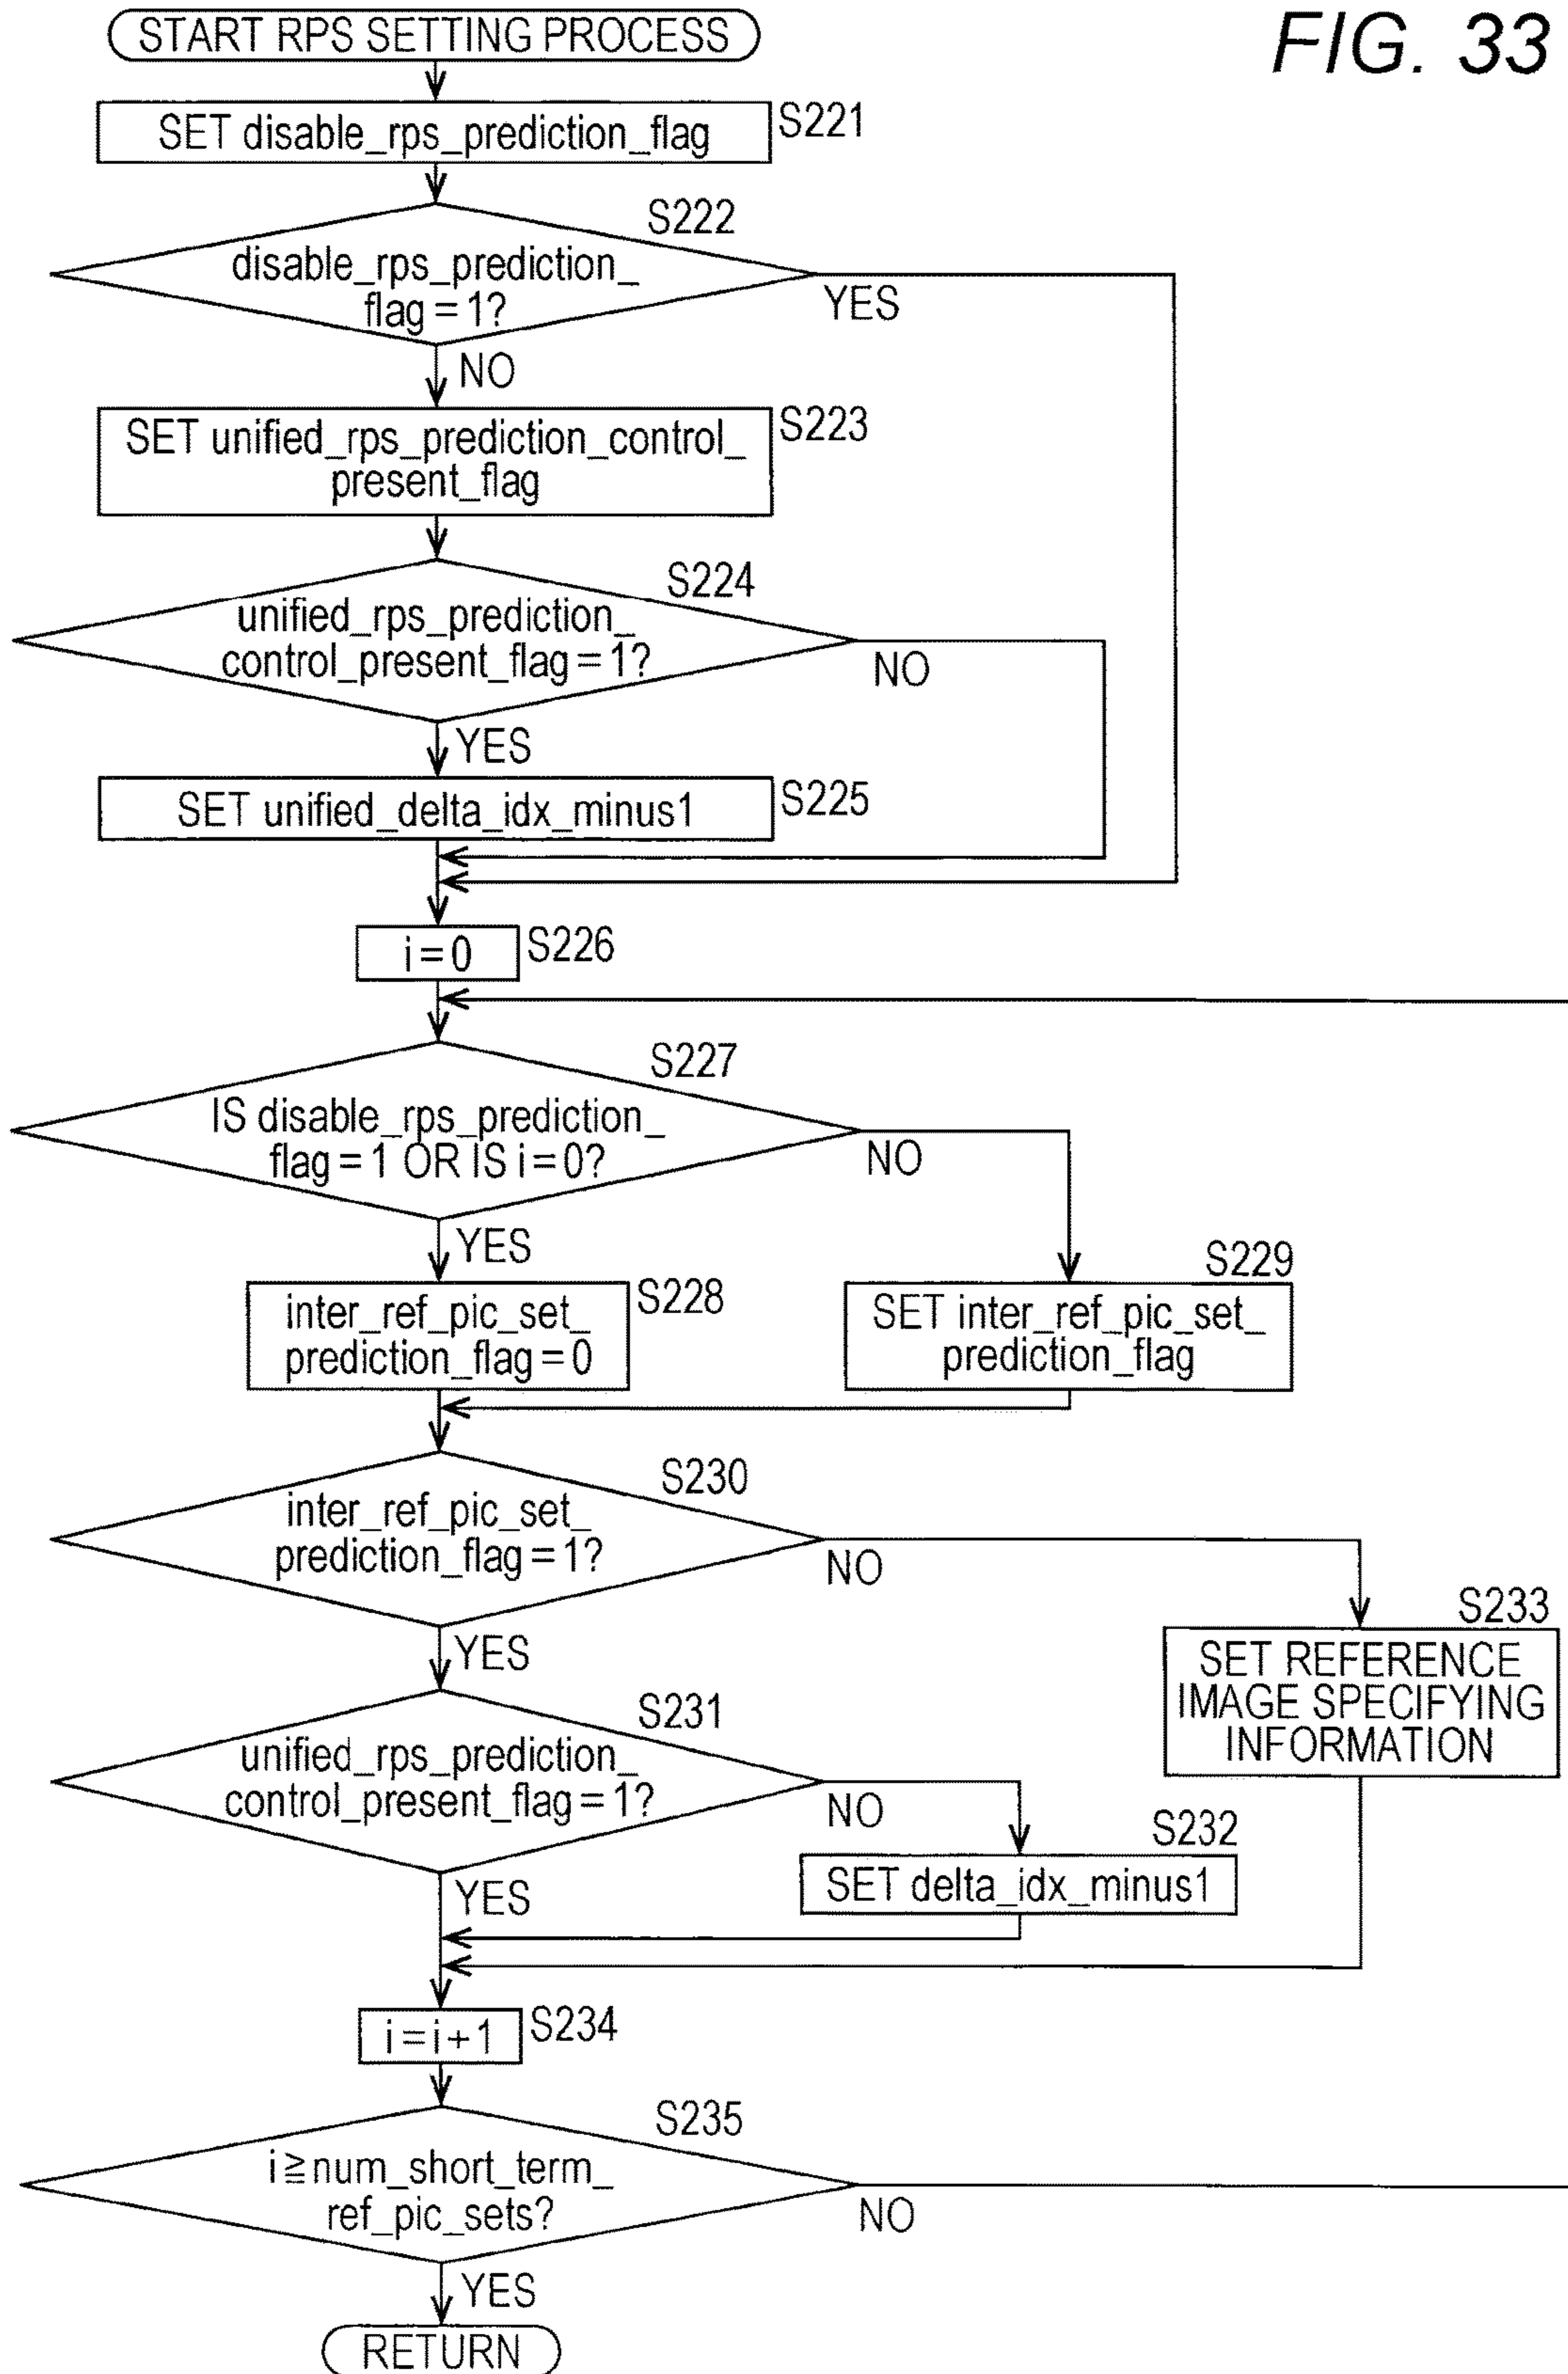 FIG. 33
START RPS SETTING PROCESS
SET disable_rps_prediction_flag
S221
S222
disable_rps_prediction_
flag = 1?
YES
NO
SET unified_rps_prediction_control_
present_flag
S223
S224
unified_rps_prediction_
control_present_flag = 1?
NO
YES
SET unified_delta_idx_minus1
S225
i = 0
S226
S227
IS disable_rps_prediction_
flag = 1 OR IS i = 0?
NO
YES
inter_ref_pic_set_
prediction_flag = 0
S228
S229
SET inter_ref_pic_set_
prediction_flag
S230
inter_ref_pic_set_
prediction_flag = 1?
NO
YES
S233
SET REFERENCE
IMAGE SPECIFYING
INFORMATION
S231
unified_rps_prediction_
control_present_flag = 1?
NO
YES
S232
SET delta_idx_minus1
i = i + 1
S234
S235
i ≧ num_short_term_
ref_pic_sets?
NO
YES
RETURN